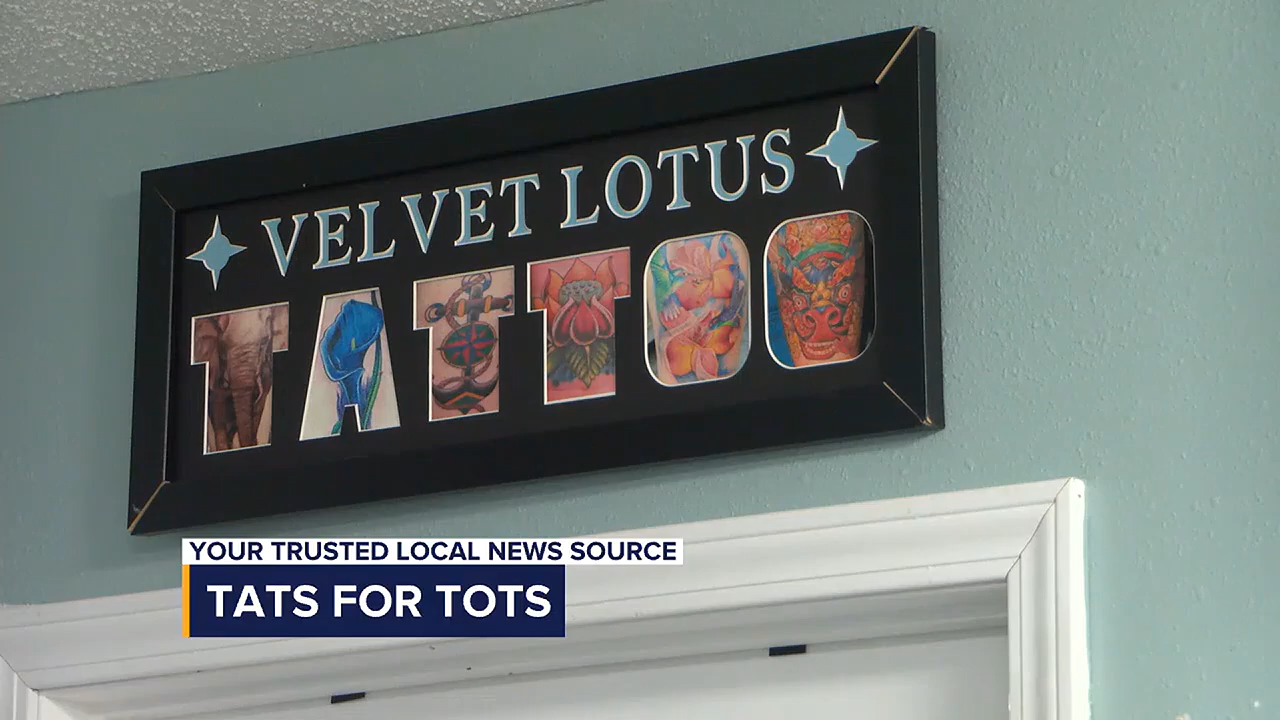 VELVET LOTUS
TATTOO
YOUR TRUSTED LOCAL NEWS SOURCE
TATS FOR TOTS